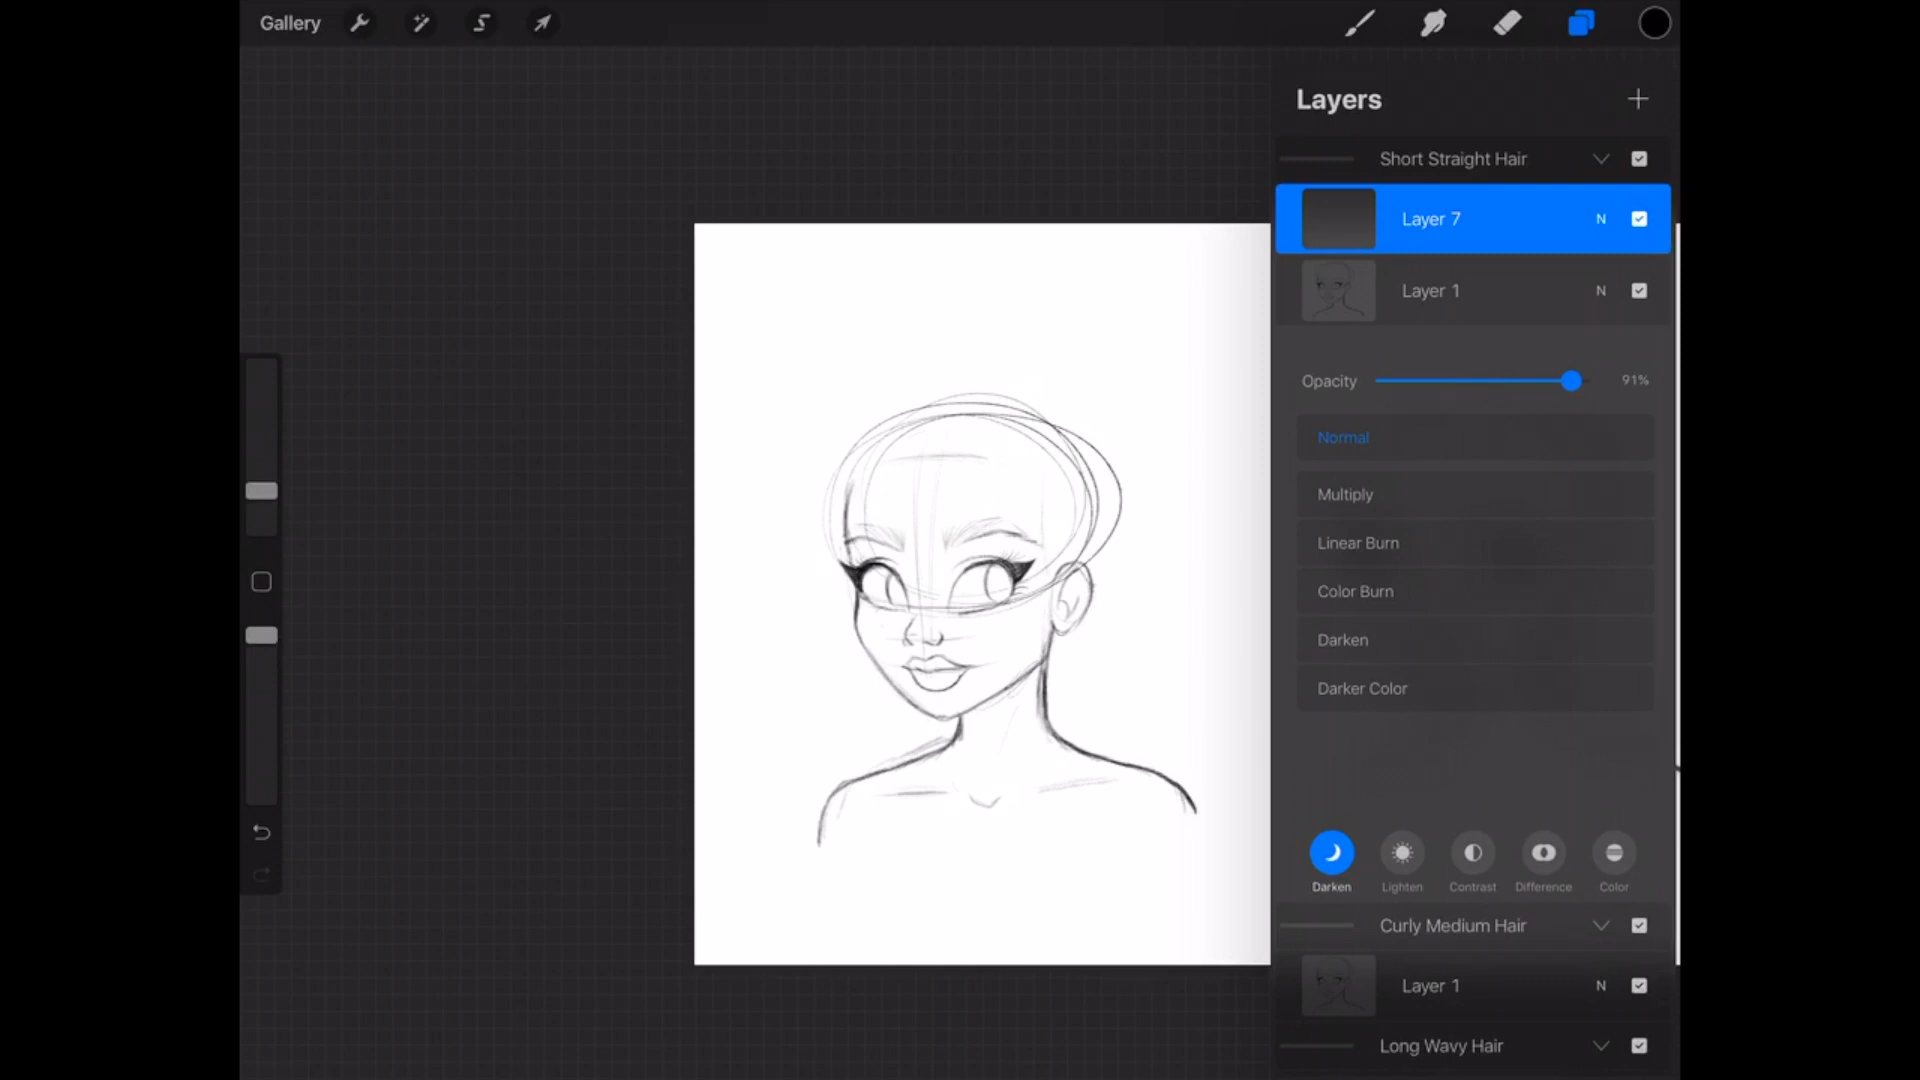 Gallery
Layers
Short Straight Hair
Layer 7 N
Layer 1 N
Opacity 91%
Normal
Multiply
Linear Burn
Color Burn
Darken
Darker Color
Darken Lighten Contrast Difference Color
Curly Medium Hair
Layer 1 N
Long Wavy Hair